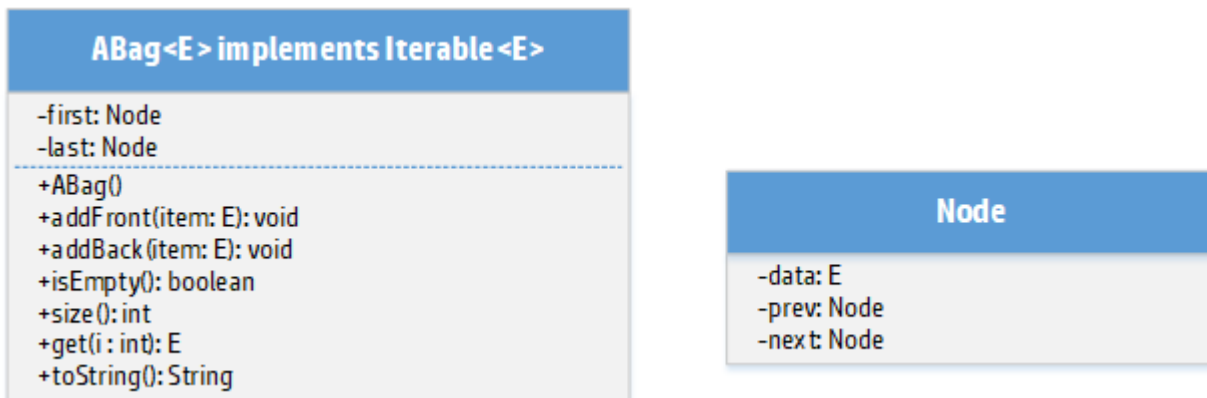 ABag<E> implements Iterable<E>
-first: Node
-last: Node
+ABag()
+addFront(item: E): void
+addBack(item: E): void
+isEmpty(): boolean
+size(): int
+get(i : int): E
+toString(): String
Node
-data: E
-prev: Node
-next: Node